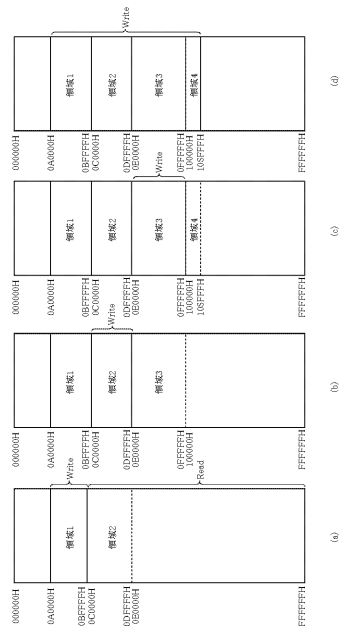 000000H
0A0000H
領域1
Write
0BFFFFH
0C0000H
領域2
0DFFFFH
0E0000H
Read
FFFFFFH
(a)
000000H
0A0000H
領域1
0BFFFFH
0C0000H
領域2
Write
0DFFFFH
0E0000H
領域3
0FFFFFH
100000H
FFFFFFH
(b)
000000H
0A0000H
領域1
0BFFFFH
0C0000H
領域2
0DFFFFH
0E0000H
領域3
Write
0FFFFFH
100000H
領域4
10SFFFH
FFFFFFH
(c)
000000H
0A0000H
領域1
0BFFFFH
0C0000H
領域2
Write
0DFFFFH
0E0000H
領域3
0FFFFFH
100000H
領域4
10SFFFH
FFFFFFH
(d)